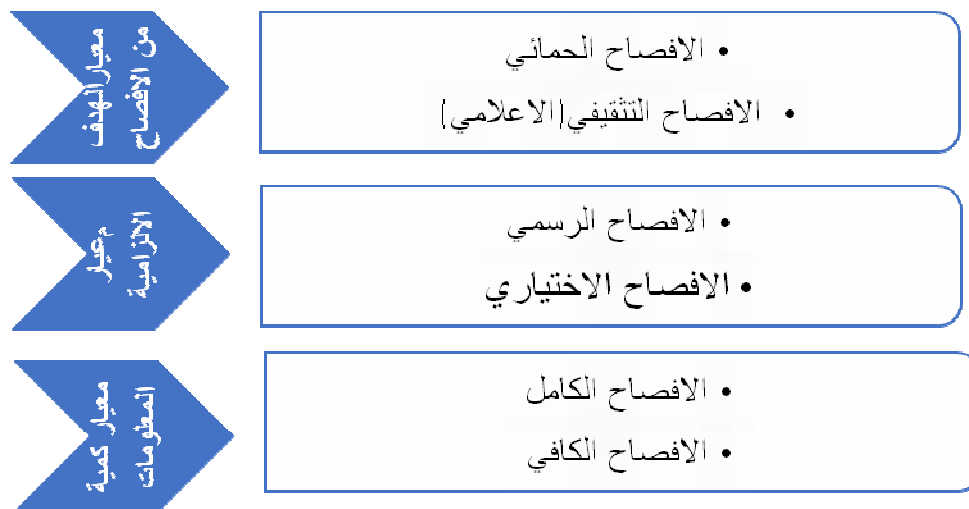 معيار الهدف
من الافصاح
• الافصاح الحمائي
• الافصاح التثقيفي(الاعلامي)
معيار
الالزامية
• الافصاح الرسمي
• الافصاح الاختياري
معيار كمية
المعلومات
• الافصاح الكامل
• الافصاح الكافي